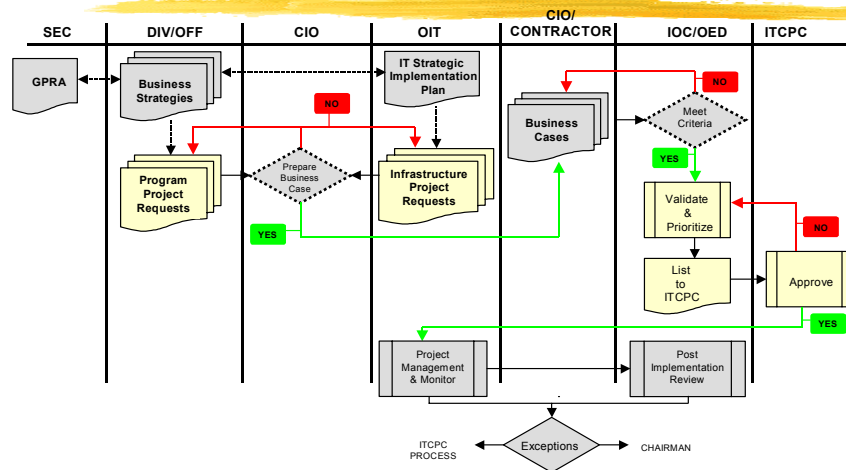 SEC
DIV/OFF
CIO
OIT
CIO/
CONTRACTOR
IOC/OED
ITCPC
GPRA
Business
Strategies
IT Strategic
Implementation
Plan
NO
Business
Cases
NO
Meet
Criteria
YES
Program
Project
Requests
Prepare
Business
Case
Infrastructure
Project
Requests
YES
Validate
&
Prioritize
NO
List
to
ITCPC
Approve
YES
Project
Management
& Monitor
Post
Implementation
Review
ITCPC
PROCESS
Exceptions
CHAIRMAN